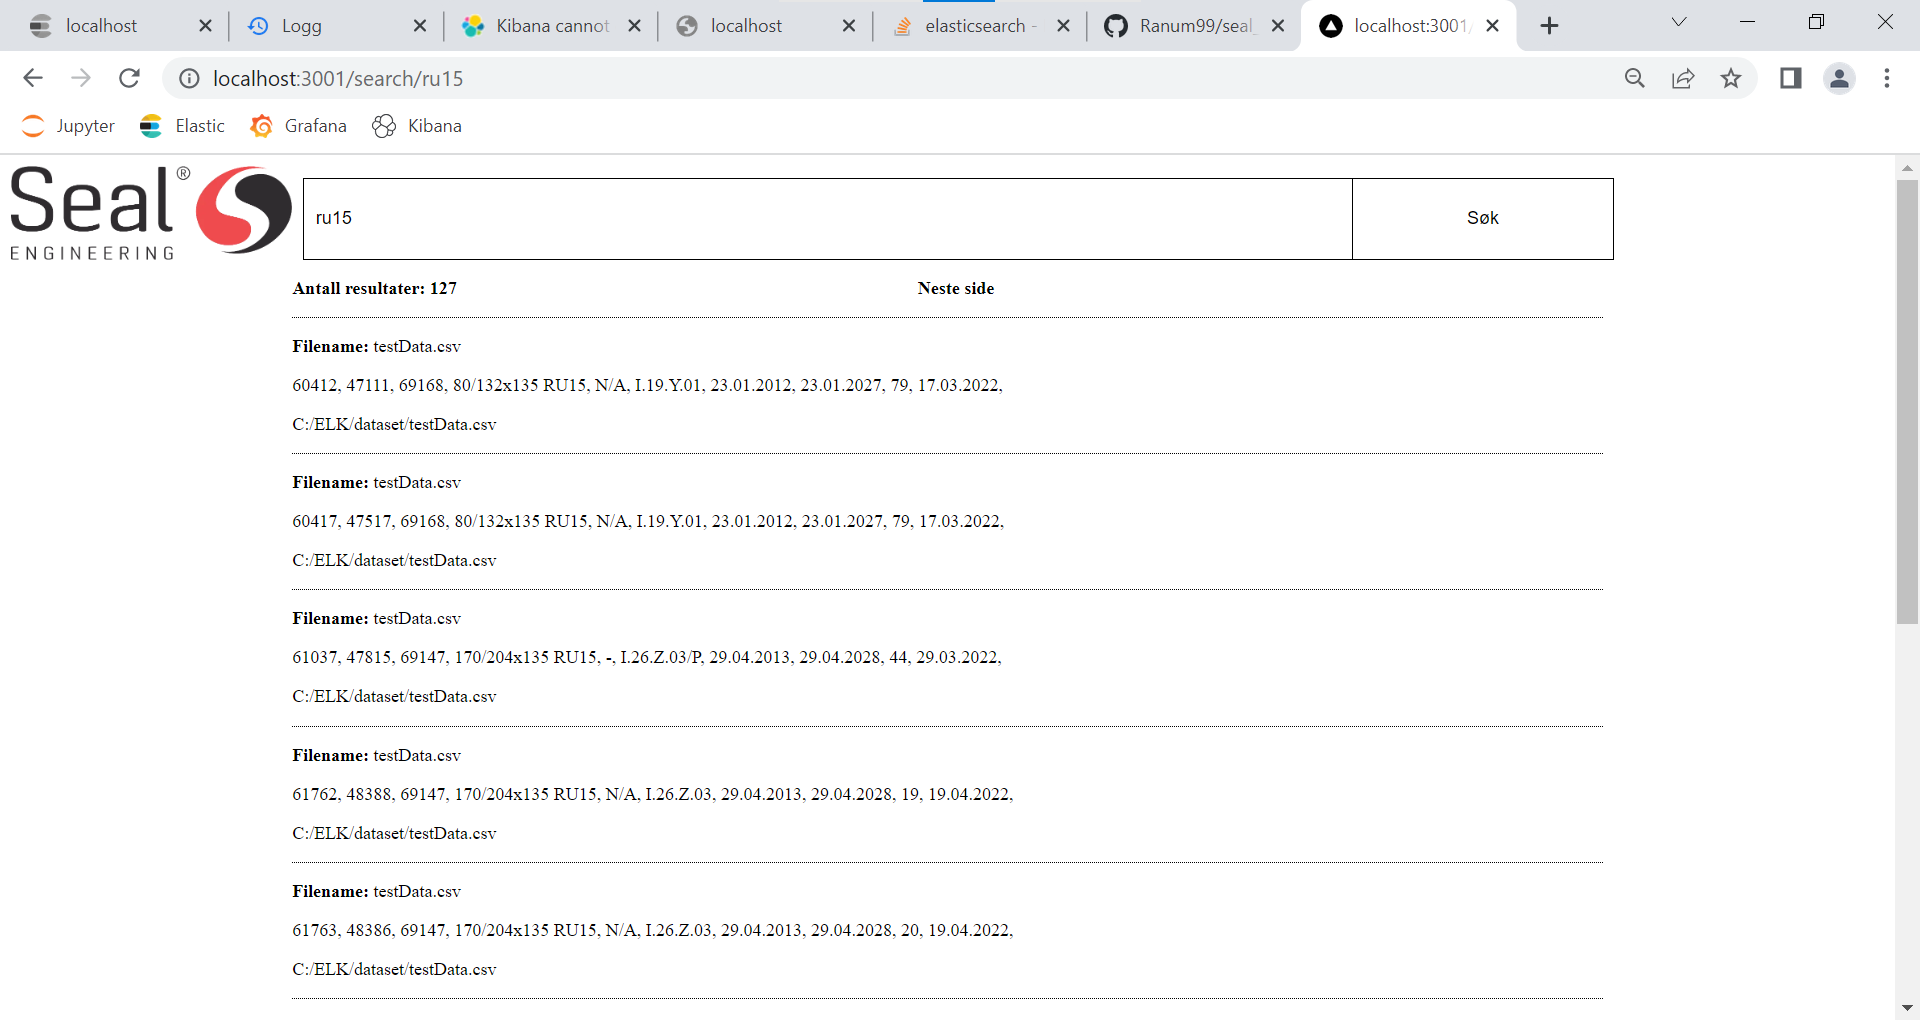 localhost
Logg
Kibana cannot
localhost
elasticsearch -
Ranum99/seal_
localhost:3001/
localhost:3001/search/ru15
Jupyter
Elastic
Grafana
Kibana
Seal®
ENGINEERING
ru15
Søk
Antall resultater: 127
Neste side
Filename: testData.csv
60412, 47111, 69168, 80/132x135 RU15, N/A, I.19.Y.01, 23.01.2012, 23.01.2027, 79, 17.03.2022,
C:/ELK/dataset/testData.csv
Filename: testData.csv
60417, 47517, 69168, 80/132x135 RU15, N/A, I.19.Y.01, 23.01.2012, 23.01.2027, 79, 17.03.2022,
C:/ELK/dataset/testData.csv
Filename: testData.csv
61037, 47815, 69147, 170/204x135 RU15, -, I.26.Z.03/P, 29.04.2013, 29.04.2028, 44, 29.03.2022,
C:/ELK/dataset/testData.csv
Filename: testData.csv
61762, 48388, 69147, 170/204x135 RU15, N/A, I.26.Z.03, 29.04.2013, 29.04.2028, 19, 19.04.2022,
C:/ELK/dataset/testData.csv
Filename: testData.csv
61763, 48386, 69147, 170/204x135 RU15, N/A, I.26.Z.03, 29.04.2013, 29.04.2028, 20, 19.04.2022,
C:/ELK/dataset/testData.csv